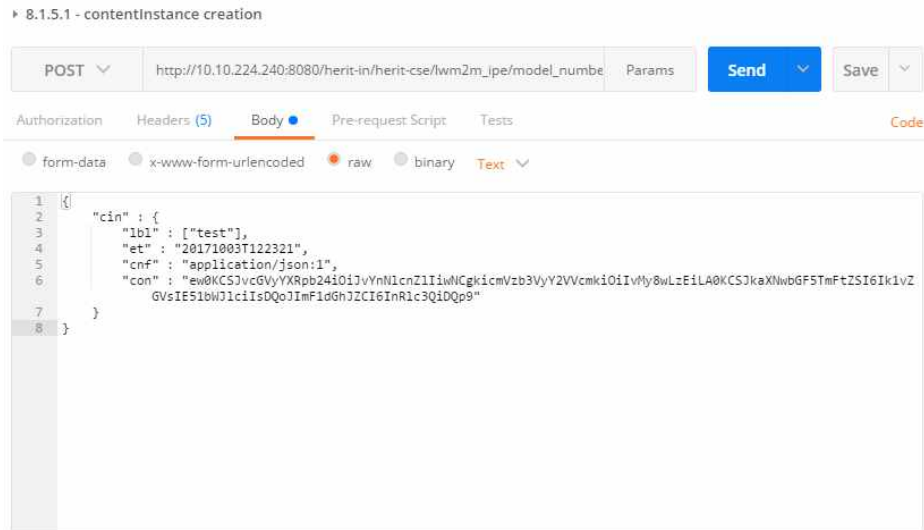 8.1.5.1 - contentInstance creation
POST http://10.10.224.240:8080/herit-in/herit-cse/lwm2m_ipe/model_numbe Params Send Save
Authorization Headers (5) Body Pre-request Script Tests Code
form-data x-www-form-urlencoded raw binary Text
1 {
2 "cin" : {
3 "lbl" : ["test"],
4 "et" : "20171003T122321",
5 "cnf" : "application/json:1",
6 "con" : "ew0KCSJvcGVyYXRpb24iOiJvYnNlcnZlIiwNCgkicmVzb3VyY2VVcmkiOiIvMy8wLzEiLA0KCSJkaXNwbGF5TmFtZSI6Ik1vZ
GVsIE51bWJlciIsDQoJImF1dGhJZCI6InRlc3QiDQp9"
7 }
8 }